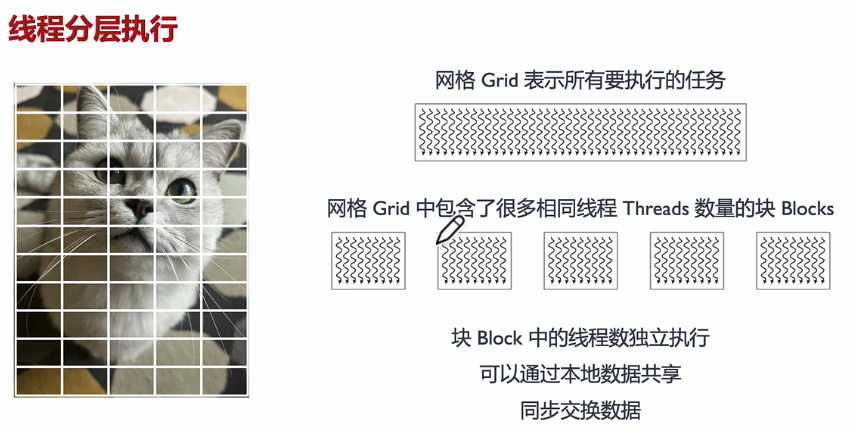 线程分层执行
网格 Grid 表示所有要执行的任务
网格 Grid 中包含了很多相同线程 Threads 数量的块 Blocks
块 Block 中的线程数独立执行
可以通过本地数据共享
同步交换数据